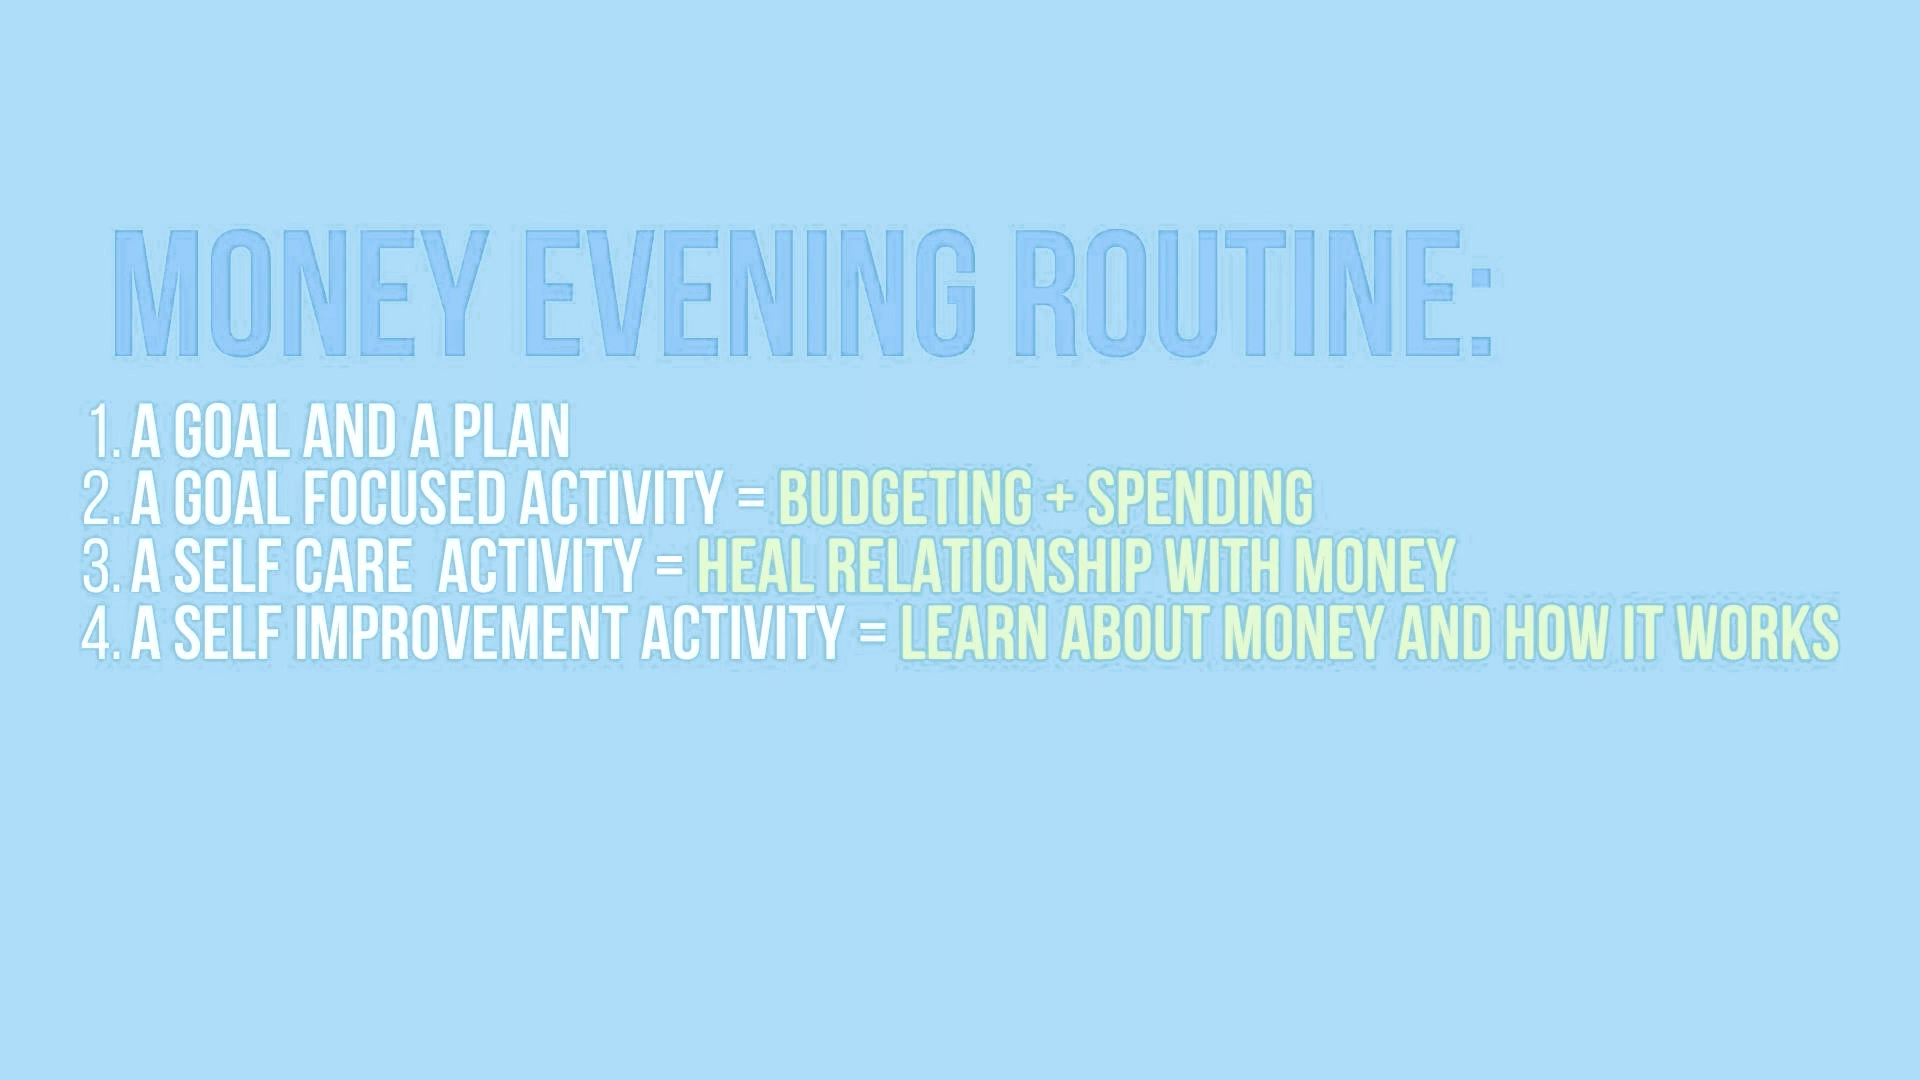 MONEY EVENING ROUTINE:
1. A GOAL AND A PLAN
2. A GOAL FOCUSED ACTIVITY = BUDGETING + SPENDING
3. A SELF CARE ACTIVITY = HEAL RELATIONSHIP WITH MONEY
4. A SELF IMPROVEMENT ACTIVITY = LEARN ABOUT MONEY AND HOW IT WORKS